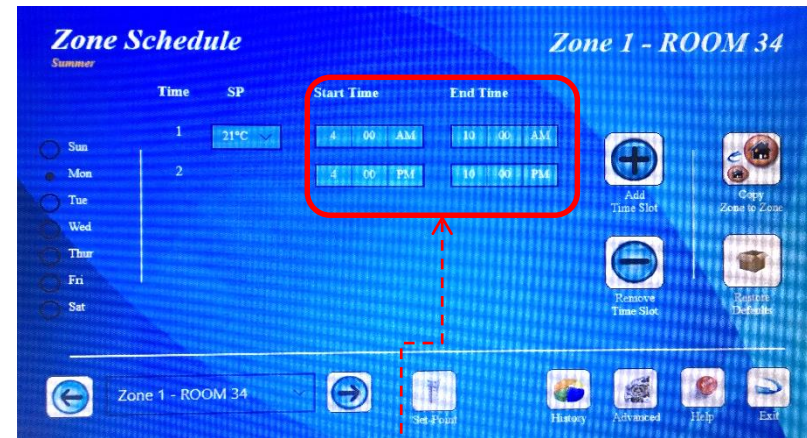 Zone Schedule
Summer
Zone 1 - ROOM 34
Time SP Start Time End Time
1 21°C 4 00 AM 10 00 AM
2 4 00 PM 10 00 PM
Sun
Mon
Tue
Wed
Thur
Fri
Sat
Add
Time Slot
Copy
Zone to Zone
Remove
Time Slot
Restore
Defaults
Zone 1 - ROOM 34
Set-Point
History
Advanced
Help
Exit